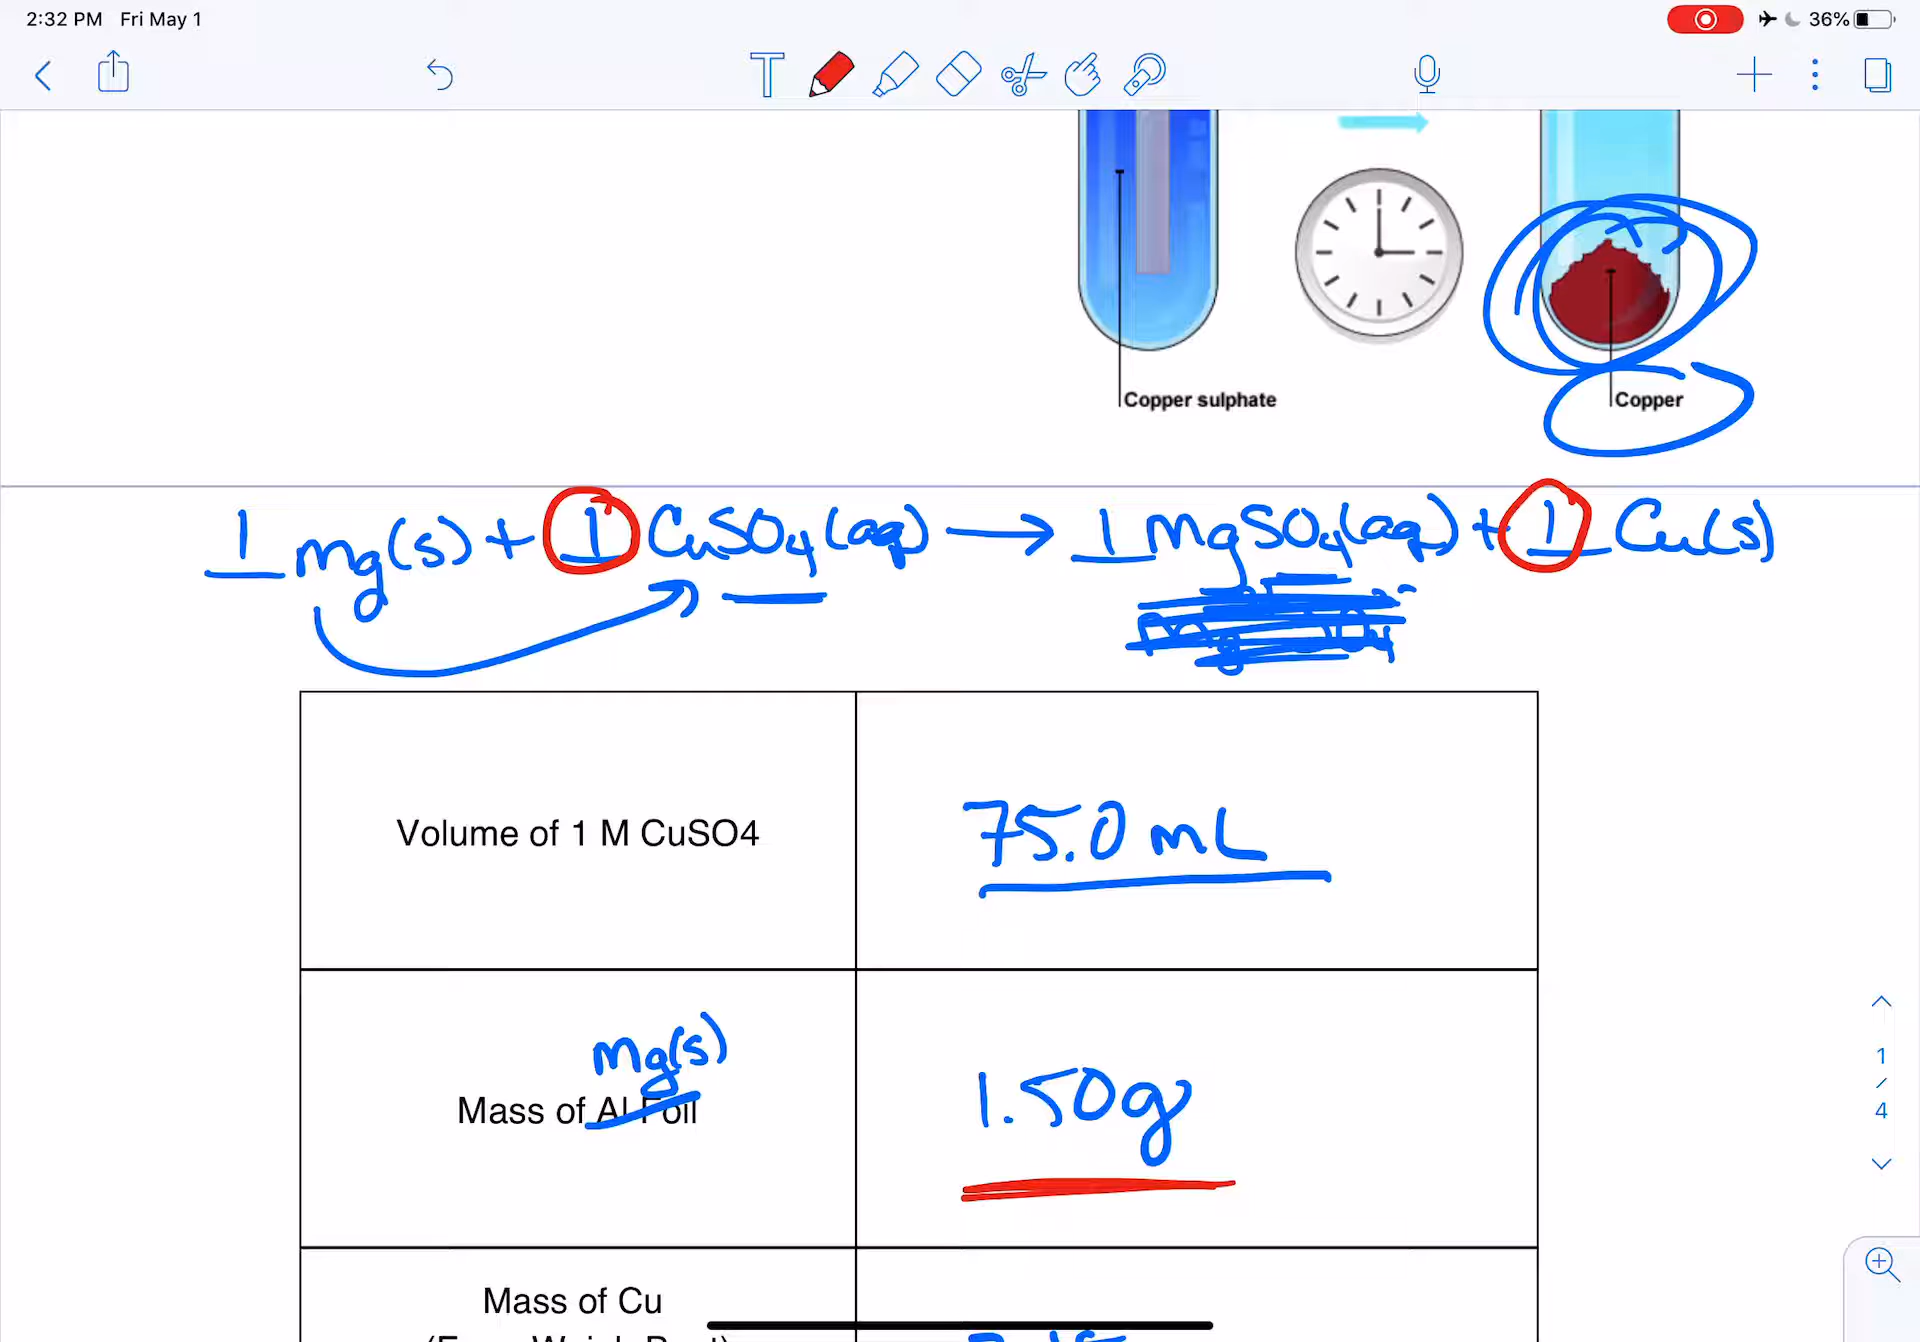 2:32 PM Fri May 1
36%
Copper sulphate
Copper
1 Mg(s) + 1 CuSO4(aq) → 1 MgSO4(aq) + 1 Cu(s)
Volume of 1 M CuSO4
75.0 mL
Mg(s)
Mass of Al Foil
1.50g
1
/
4
Mass of Cu